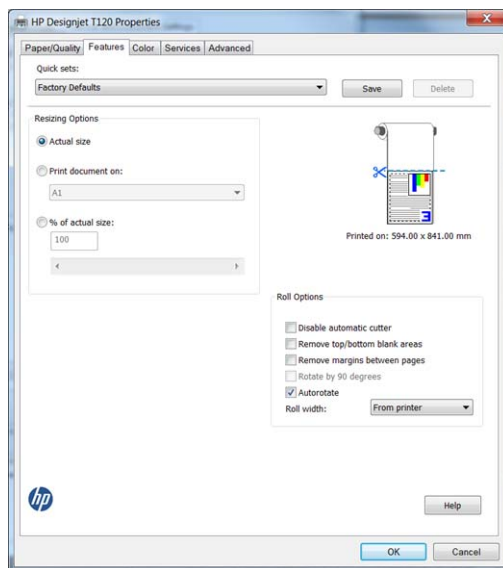 HP Designjet T120 Properties
Paper/Quality Features Color Services Advanced
Quick sets:
Factory Defaults
Save
Delete
Resizing Options
Actual size
Print document on:
A1
% of actual size:
100
Printed on: 594.00 x 841.00 mm
Roll Options
Disable automatic cutter
Remove top/bottom blank areas
Remove margins between pages
Rotate by 90 degrees
Autorotate
Roll width: From printer
hp
Help
OK Cancel